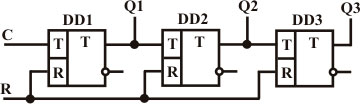 Q1 Q2 Q3
DD1 DD2 DD3
C T T T T T T
R R R R